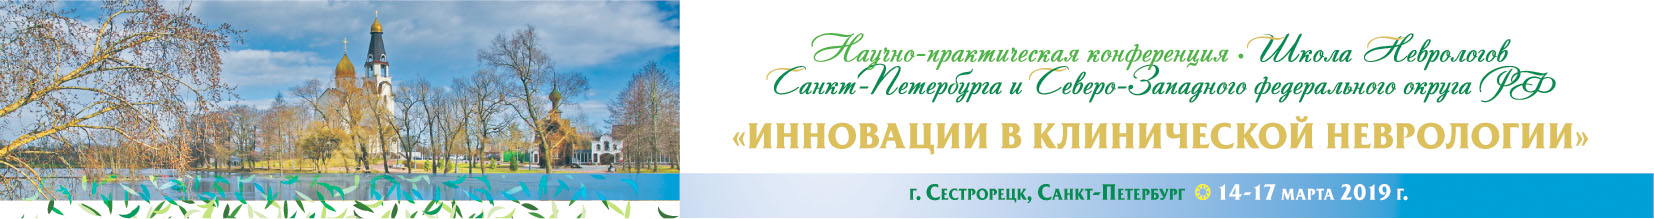 Научно-практическая конференция • Школа Неврологов
Санкт-Петербурга и Северо-Западного федерального округа РФ
«ИННОВАЦИИ В КЛИНИЧЕСКОЙ НЕВРОЛОГИИ»
г. Сестрорецк, Санкт-Петербург 14-17 марта 2019 г.